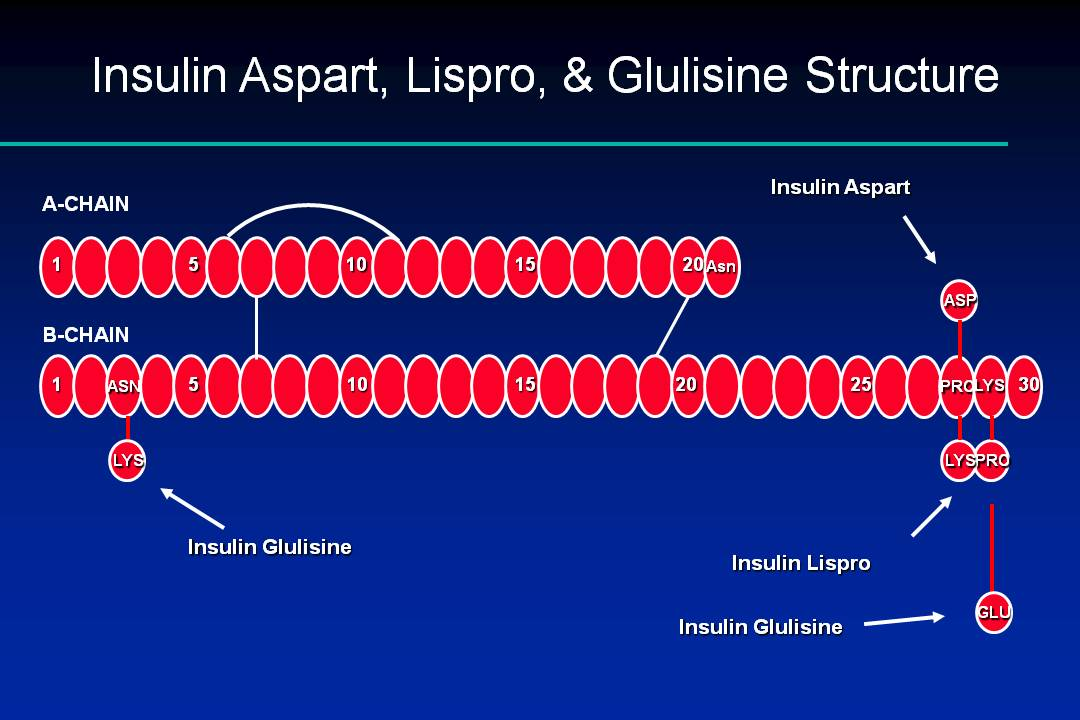 Insulin Aspart, Lispro, & Glulisine Structure
Insulin Aspart
A-CHAIN
1 5 10 15 20 Asn
ASP
B-CHAIN
1 ASN 5 10 15 20 25 PRO LYS 30
LYS LYS PRO
Insulin Glulisine
Insulin Lispro
GLU
Insulin Glulisine